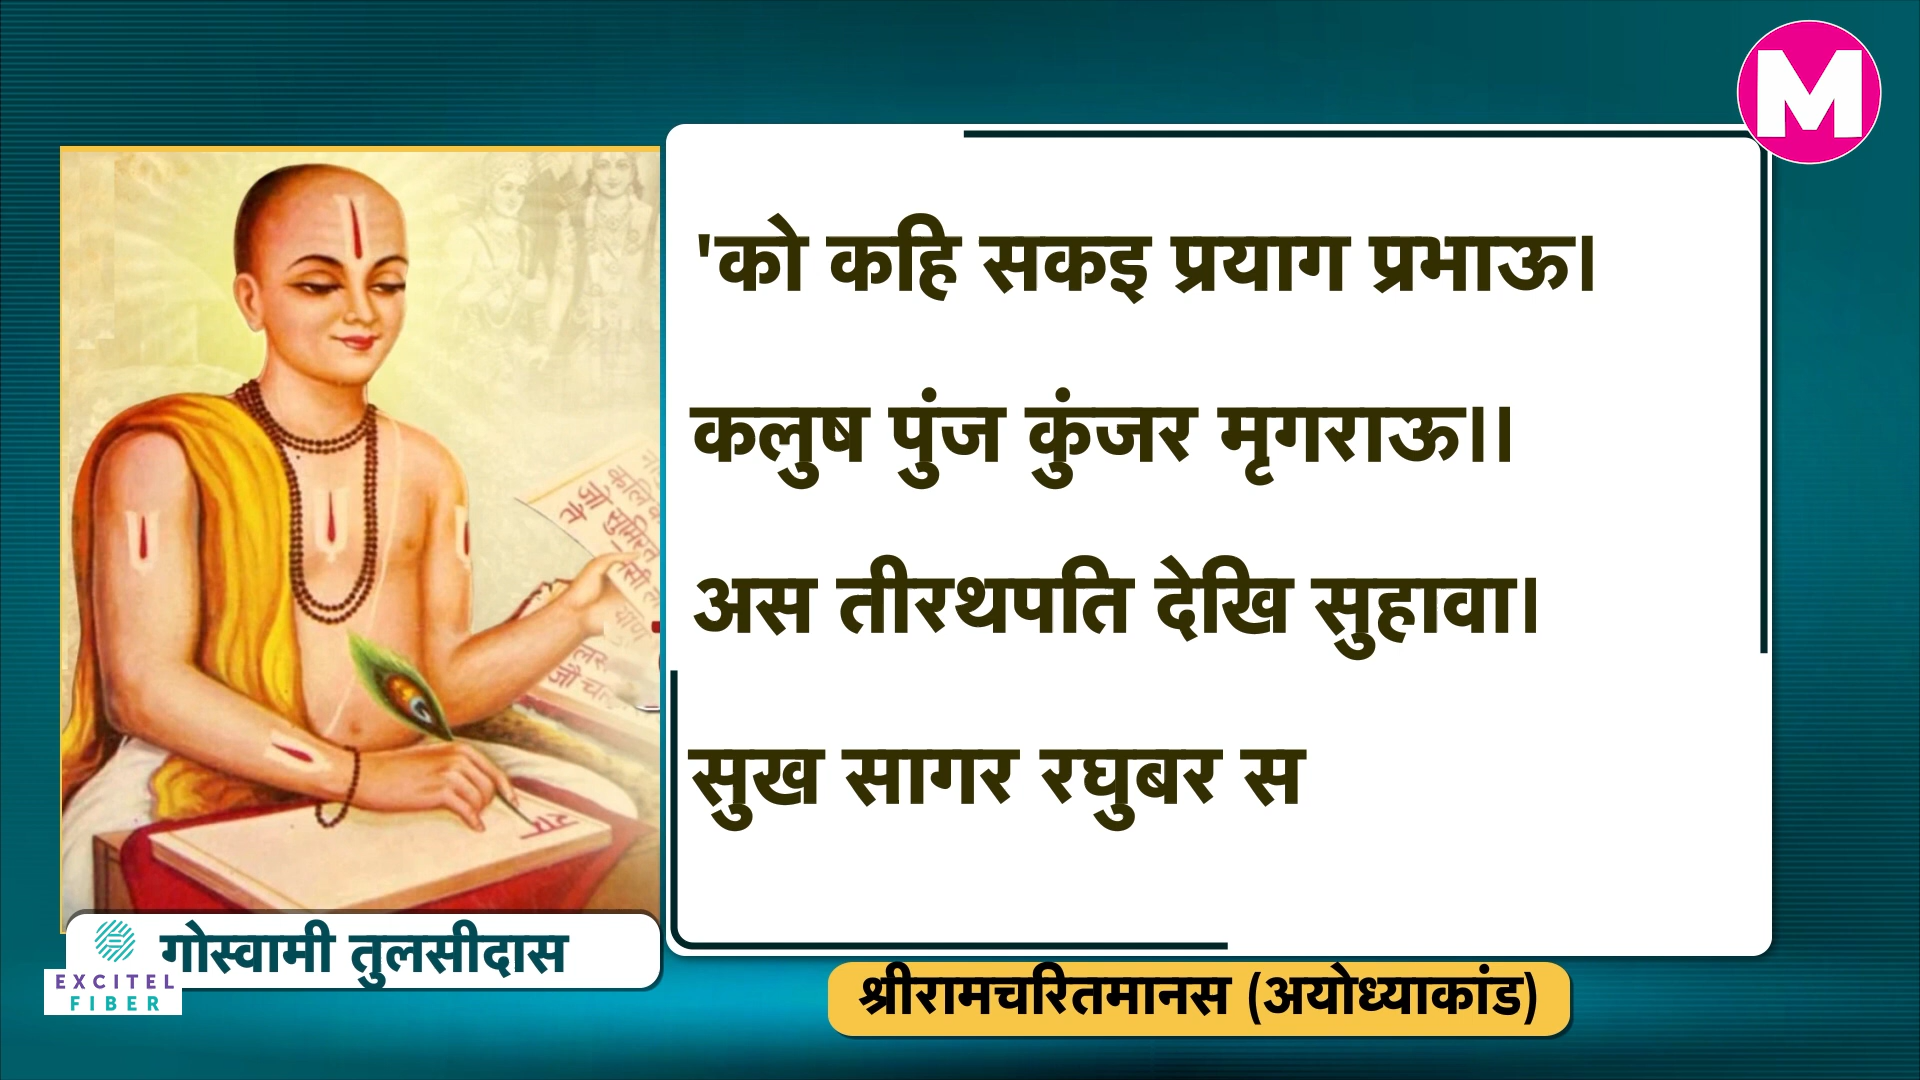 M
'को कहि सकइ प्रयाग प्रभाऊ।
कलुष पुंज कुंजर मृगराऊ।।
अस तीरथपति देखि सुहावा।
सुख सागर रघुबर स
गोस्वामी तुलसीदास
EXCITEL
FIBER
श्रीरामचरितमानस (अयोध्याकांड)